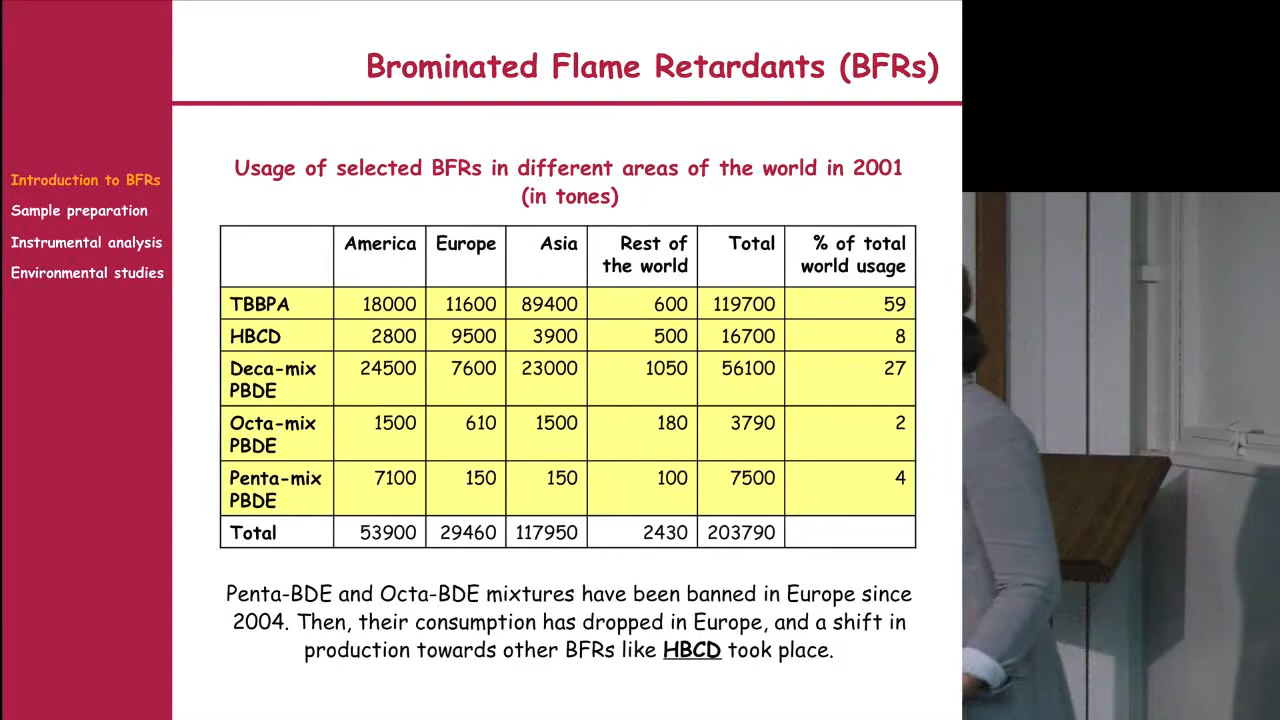 Brominated Flame Retardants (BFRs)
Introduction to BFRs
Sample preparation
Instrumental analysis
Environmental studies
Usage of selected BFRs in different areas of the world in 2001
(in tones)
America Europe Asia Rest of the world Total % of total world usage
TBBPA 18000 11600 89400 600 119700 59
HBCD 2800 9500 3900 500 16700 8
Deca-mix PBDE 24500 7600 23000 1050 56100 27
Octa-mix PBDE 1500 610 1500 180 3790 2
Penta-mix PBDE 7100 150 150 100 7500 4
Total 53900 29460 117950 2430 203790
Penta-BDE and Octa-BDE mixtures have been banned in Europe since
2004. Then, their consumption has dropped in Europe, and a shift in
production towards other BFRs like HBCD took place.